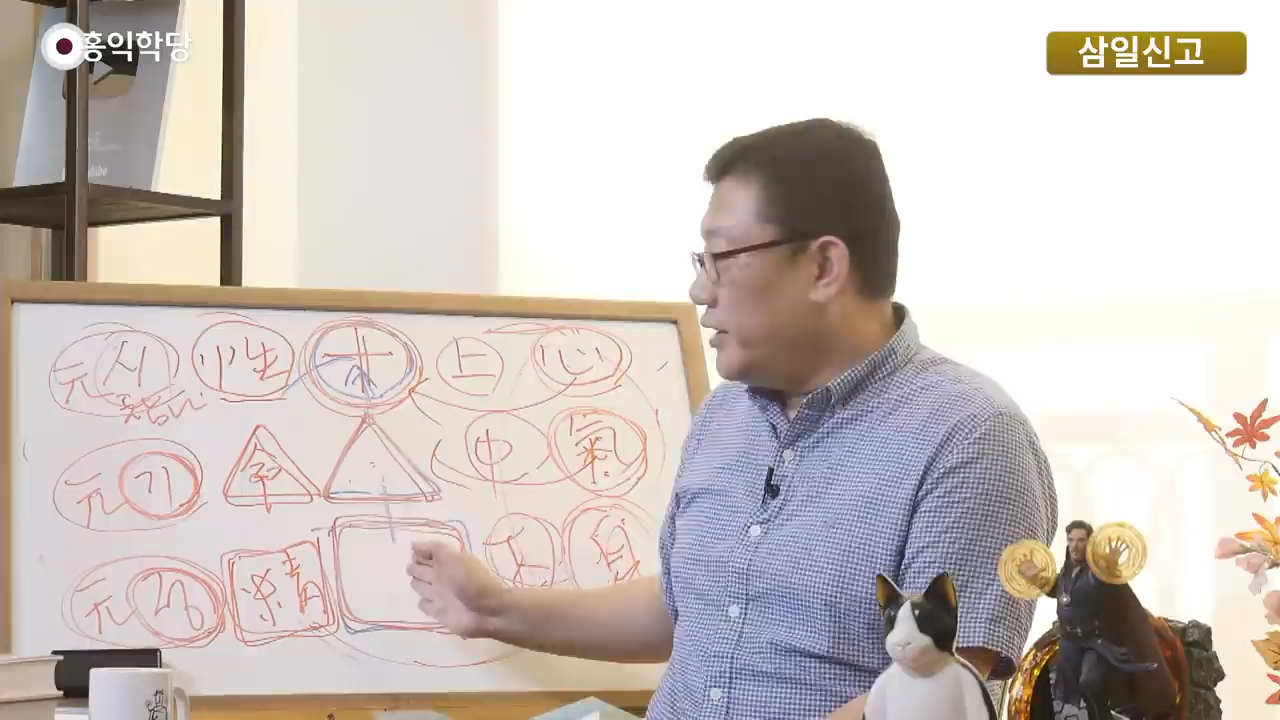 홍익학당
삼일신고
元 시 性 上 心
元 기 命 中 氣
元 정 精 下 身